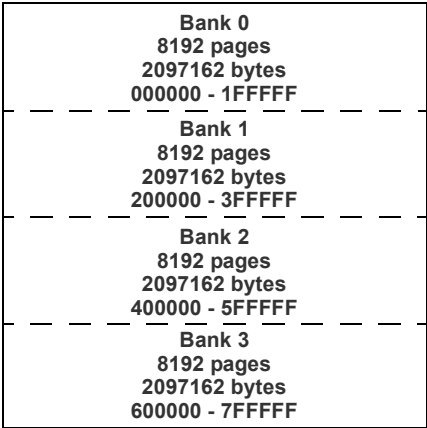 Bank 0
8192 pages
2097162 bytes
000000 - 1FFFFF
Bank 1
8192 pages
2097162 bytes
200000 - 3FFFFF
Bank 2
8192 pages
2097162 bytes
400000 - 5FFFFF
Bank 3
8192 pages
2097162 bytes
600000 - 7FFFFF